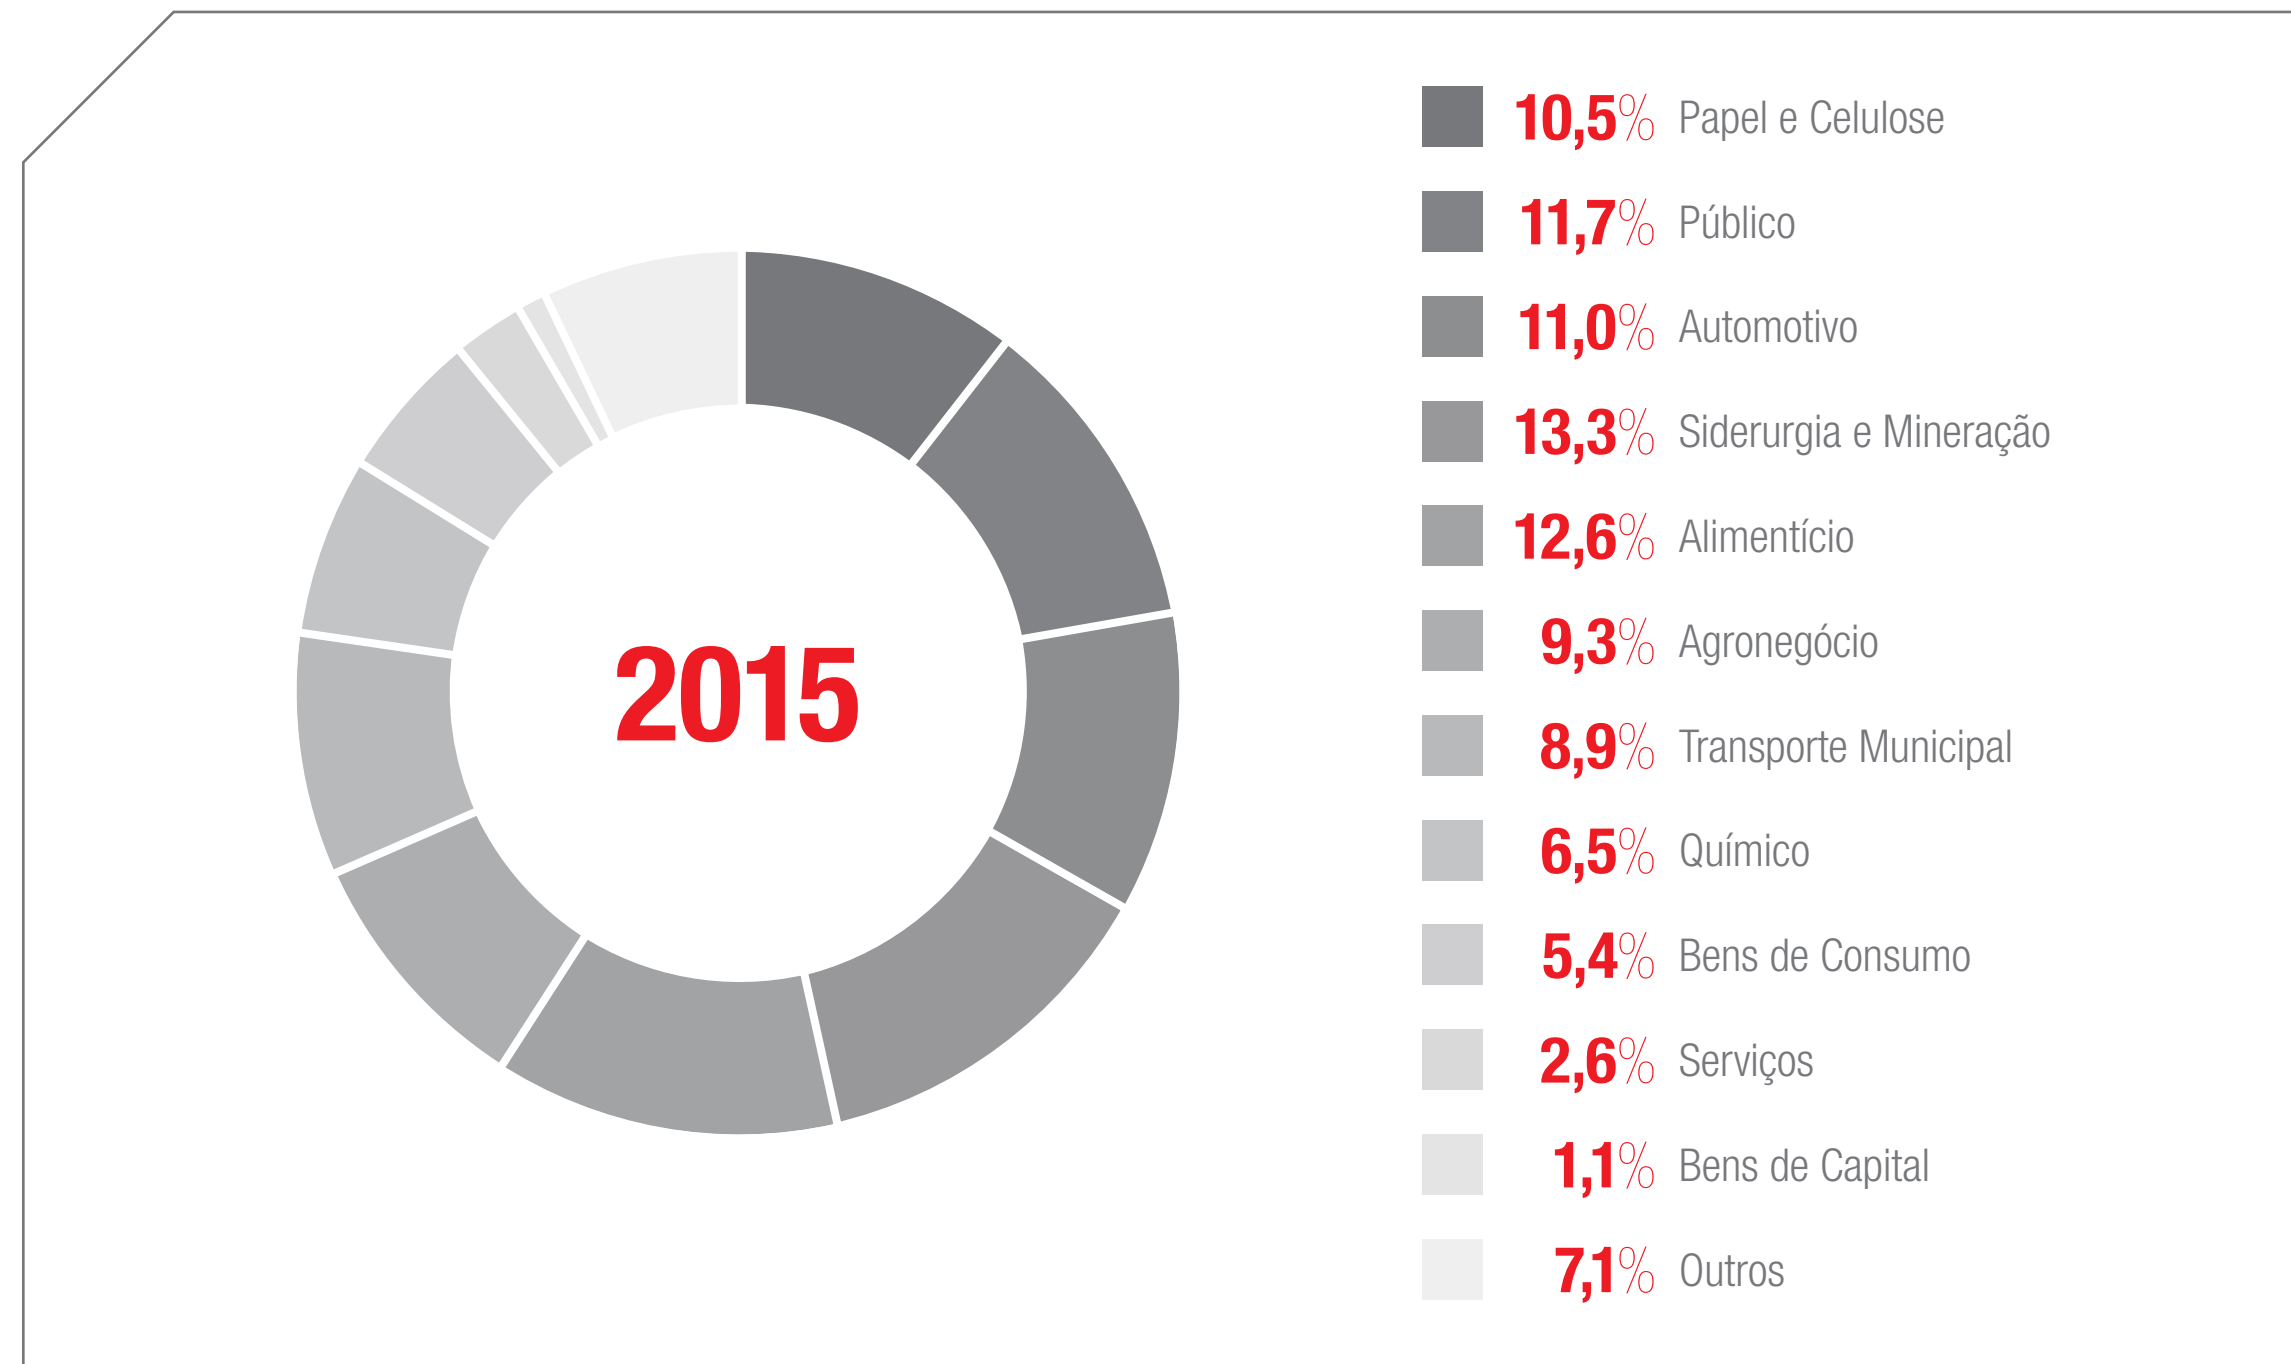 2015
10,5% Papel e Celulose
11,7% Público
11,0% Automotivo
13,3% Siderurgia e Mineração
12,6% Alimentício
9,3% Agronegócio
8,9% Transporte Municipal
6,5% Químico
5,4% Bens de Consumo
2,6% Serviços
1,1% Bens de Capital
7,1% Outros